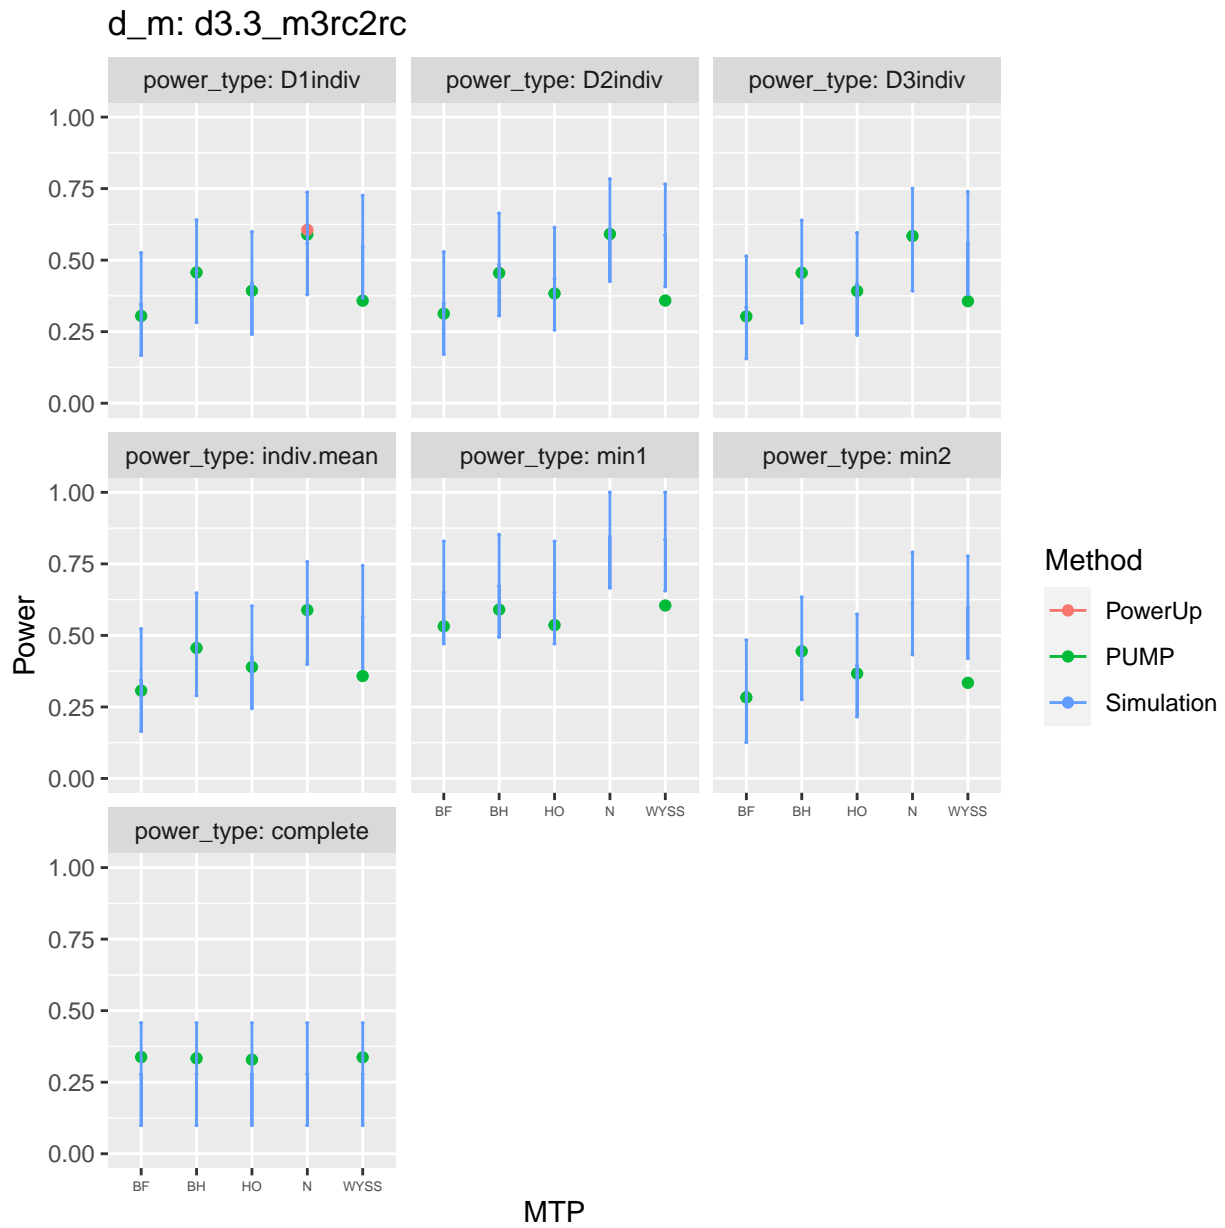 d_m: d3.3_m3rc2rc
power_type: D1indiv
power_type: D2indiv
power_type: D3indiv
1.00
0.75
0.50
0.25
0.00
power_type: indiv.mean
power_type: min1
power_type: min2
1.00
0.75
0.50
0.25
0.00
BF BH HO N WYSS
BF BH HO N WYSS
power_type: complete
1.00
0.75
0.50
0.25
0.00
BF BH HO N WYSS
Power
MTP
Method
PowerUp
PUMP
Simulation